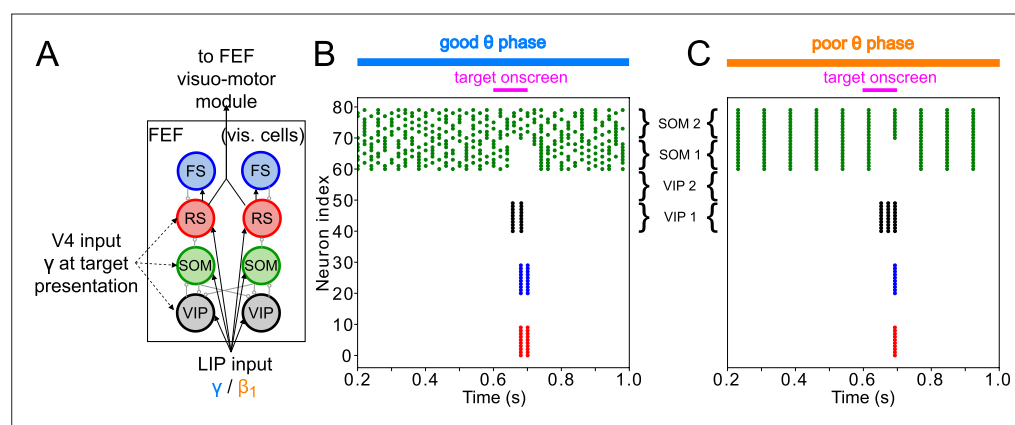 A
to FEF
visuo-motor
module
FEF
(vis. cells)
FS
FS
RS
RS
SOM
SOM
VIP
VIP
V4 input
γ at target
presentation
LIP input
γ / β1
B
good θ phase
target onscreen
Neuron index
80
70
60
50
40
30
20
10
0
0.2
0.4
0.6
0.8
1.0
Time (s)
SOM 2
SOM 1
VIP 2
VIP 1
C
poor θ phase
target onscreen
0.2
0.4
0.6
0.8
1.0
Time (s)